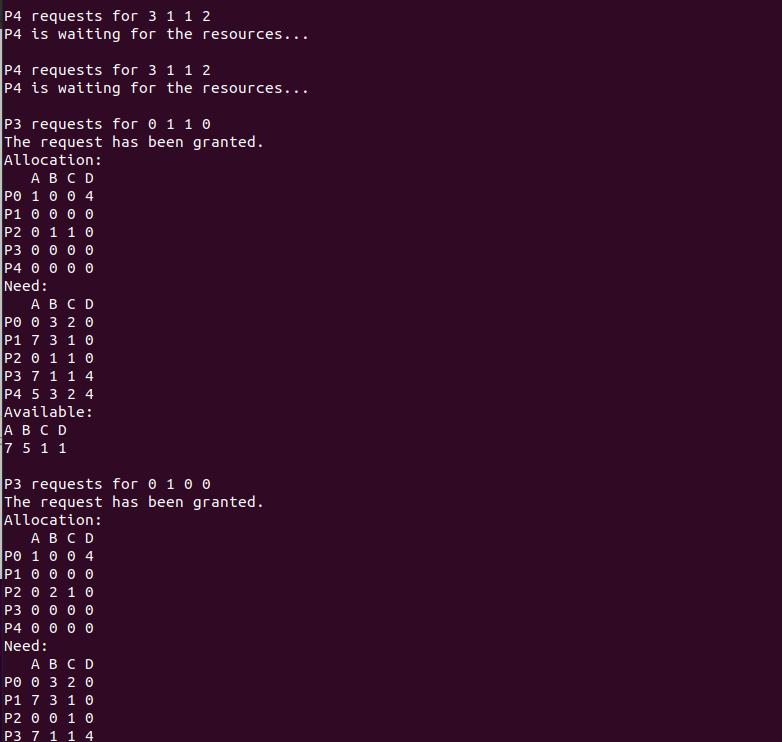 P4 requests for 3 1 1 2
P4 is waiting for the resources...
P4 requests for 3 1 1 2
P4 is waiting for the resources...
P3 requests for 0 1 1 0
The request has been granted.
Allocation:
A B C D
P0 1 0 0 4
P1 0 0 0 0
P2 0 1 1 0
P3 0 0 0 0
P4 0 0 0 0
Need:
A B C D
P0 0 3 2 0
P1 7 3 1 0
P2 0 1 1 0
P3 7 1 1 4
P4 5 3 2 4
Available:
A B C D
7 5 1 1
P3 requests for 0 1 0 0
The request has been granted.
Allocation:
A B C D
P0 1 0 0 4
P1 0 0 0 0
P2 0 2 1 0
P3 0 0 0 0
P4 0 0 0 0
Need:
A B C D
P0 0 3 2 0
P1 7 3 1 0
P2 0 0 1 0
P3 7 1 1 4